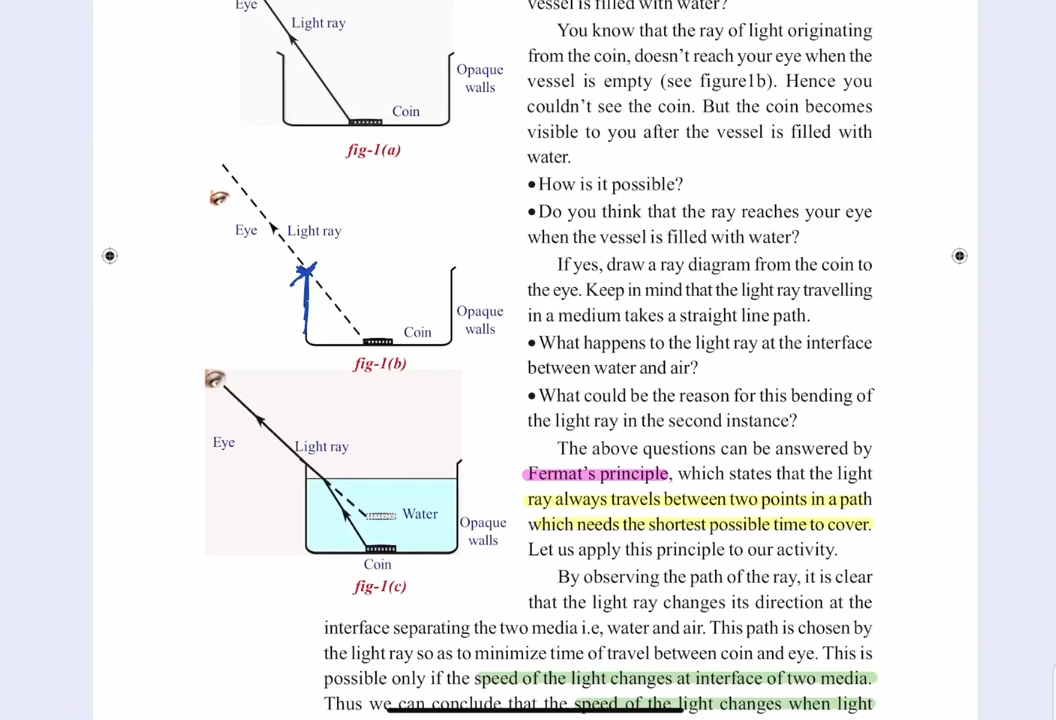 Eye
Light ray
Opaque
walls
Coin
fig-1(a)
Eye
Light ray
Opaque
walls
Coin
fig-1(b)
Eye
Light ray
Water
Opaque
walls
Coin
fig-1(c)
vessel is filled with water?
You know that the ray of light originating
from the coin, doesn't reach your eye when the
vessel is empty (see figure1b). Hence you
couldn't see the coin. But the coin becomes
visible to you after the vessel is filled with
water.
• How is it possible?
• Do you think that the ray reaches your eye
when the vessel is filled with water?
If yes, draw a ray diagram from the coin to
the eye. Keep in mind that the light ray travelling
in a medium takes a straight line path.
• What happens to the light ray at the interface
between water and air?
• What could be the reason for this bending of
the light ray in the second instance?
The above questions can be answered by
Fermat's principle, which states that the light
ray always travels between two points in a path
which needs the shortest possible time to cover.
Let us apply this principle to our activity.
By observing the path of the ray, it is clear
that the light ray changes its direction at the
interface separating the two media i.e, water and air. This path is chosen by
the light ray so as to minimize time of travel between coin and eye. This is
possible only if the speed of the light changes at interface of two media.
Thus we can conclude that the speed of the light changes when light